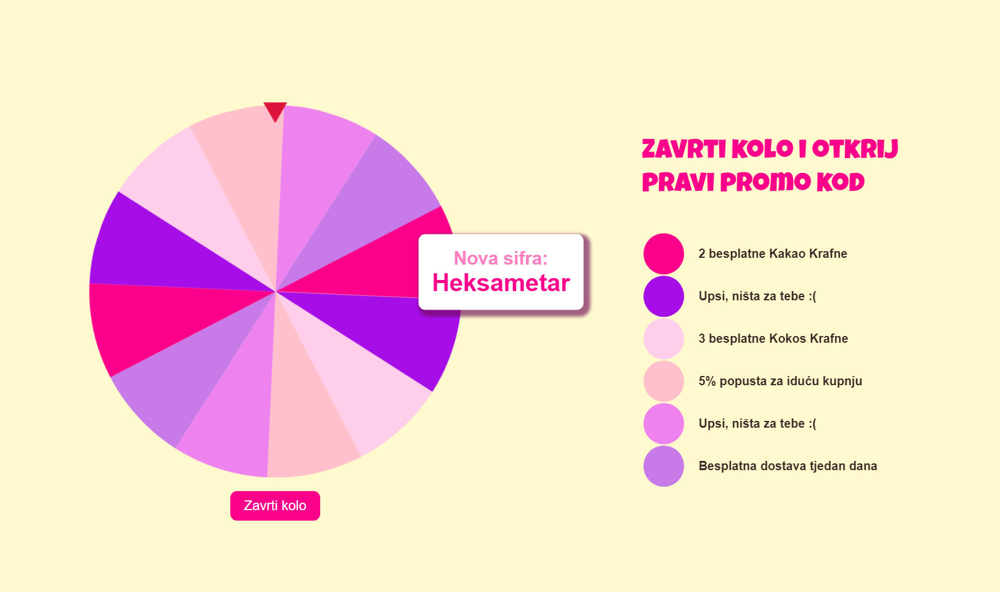 ZAVRTI KOLO I OTKRIJ
PRAVI PROMO KOD
Nova sifra:
Heksametar
2 besplatne Kakao Krafne
Upsi, ništa za tebe :(
3 besplatne Kokos Krafne
5% popusta za iduću kupnju
Upsi, ništa za tebe :(
Besplatna dostava tjedan dana
Zavrti kolo